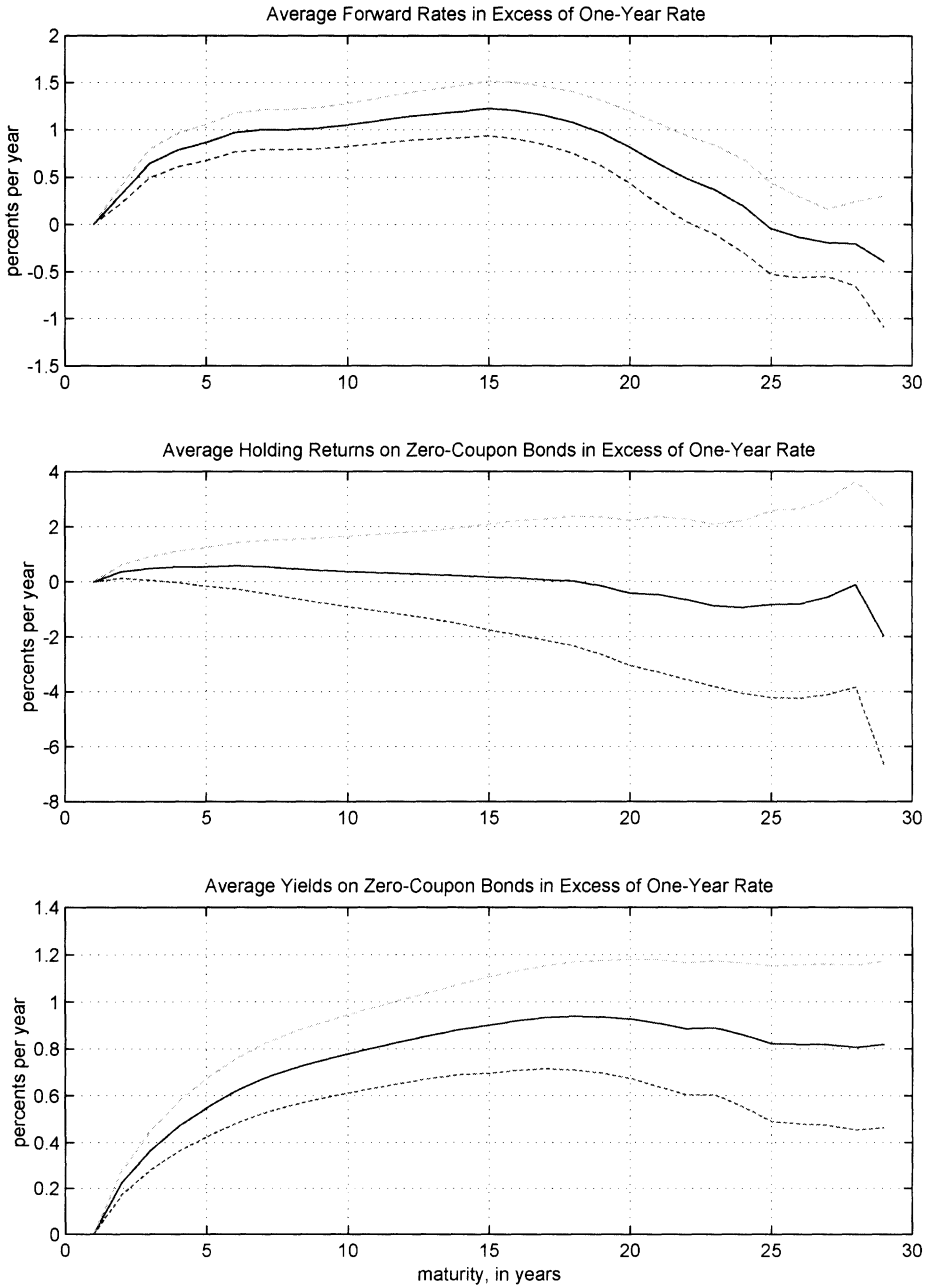 Average Forward Rates in Excess of One-Year Rate
2
1.5
1
0.5
0
-0.5
-1
-1.5
percents per year
0 5 10 15 20 25 30
Average Holding Returns on Zero-Coupon Bonds in Excess of One-Year Rate
4
2
0
-2
-4
-6
-8
percents per year
0 5 10 15 20 25 30
Average Yields on Zero-Coupon Bonds in Excess of One-Year Rate
1.4
1.2
1
0.8
0.6
0.4
0.2
0
percents per year
0 5 10 15 20 25 30
maturity, in years